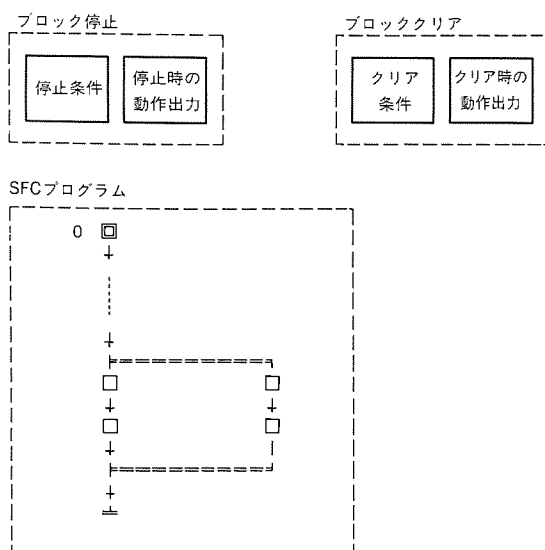 ブロック停止
停止条件
停止時の
動作出力
ブロッククリア
クリア
条件
クリア時の
動作出力
SFCプログラム
0